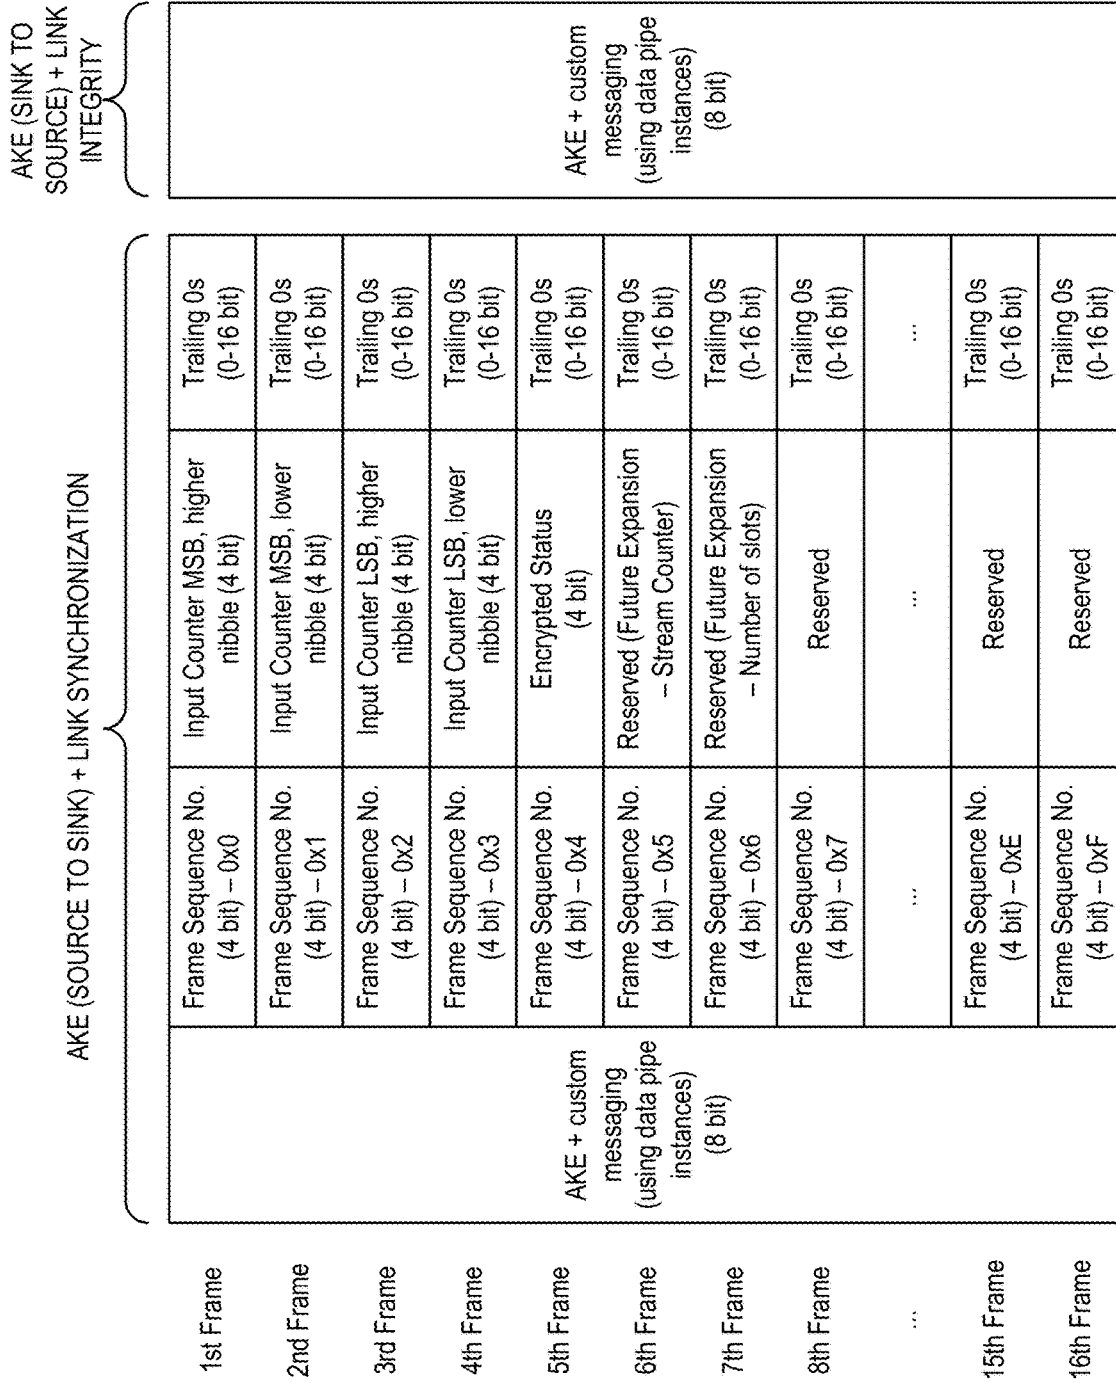 AKE (SOURCE TO SINK) + LINK SYNCHRONIZATION
AKE (SINK TO
SOURCE) + LINK
INTEGRITY
1st Frame
AKE + custom
messaging
(using data pipe
instances)
(8 bit)
Frame Sequence No.
(4 bit) – 0x0
Input Counter MSB, higher
nibble (4 bit)
Trailing 0s
(0-16 bit)
AKE + custom
messaging
(using data pipe
instances)
(8 bit)
2nd Frame
Frame Sequence No.
(4 bit) – 0x1
Input Counter MSB, lower
nibble (4 bit)
Trailing 0s
(0-16 bit)
3rd Frame
Frame Sequence No.
(4 bit) – 0x2
Input Counter LSB, higher
nibble (4 bit)
Trailing 0s
(0-16 bit)
4th Frame
Frame Sequence No.
(4 bit) – 0x3
Input Counter LSB, lower
nibble (4 bit)
Trailing 0s
(0-16 bit)
5th Frame
Frame Sequence No.
(4 bit) – 0x4
Encrypted Status
(4 bit)
Trailing 0s
(0-16 bit)
6th Frame
Frame Sequence No.
(4 bit) – 0x5
Reserved (Future Expansion
– Stream Counter)
Trailing 0s
(0-16 bit)
7th Frame
Frame Sequence No.
(4 bit) – 0x6
Reserved (Future Expansion
– Number of slots)
Trailing 0s
(0-16 bit)
8th Frame
Frame Sequence No.
(4 bit) – 0x7
Reserved
Trailing 0s
(0-16 bit)
...
...
...
...
15th Frame
Frame Sequence No.
(4 bit) – 0xE
Reserved
Trailing 0s
(0-16 bit)
16th Frame
Frame Sequence No.
(4 bit) – 0xF
Reserved
Trailing 0s
(0-16 bit)